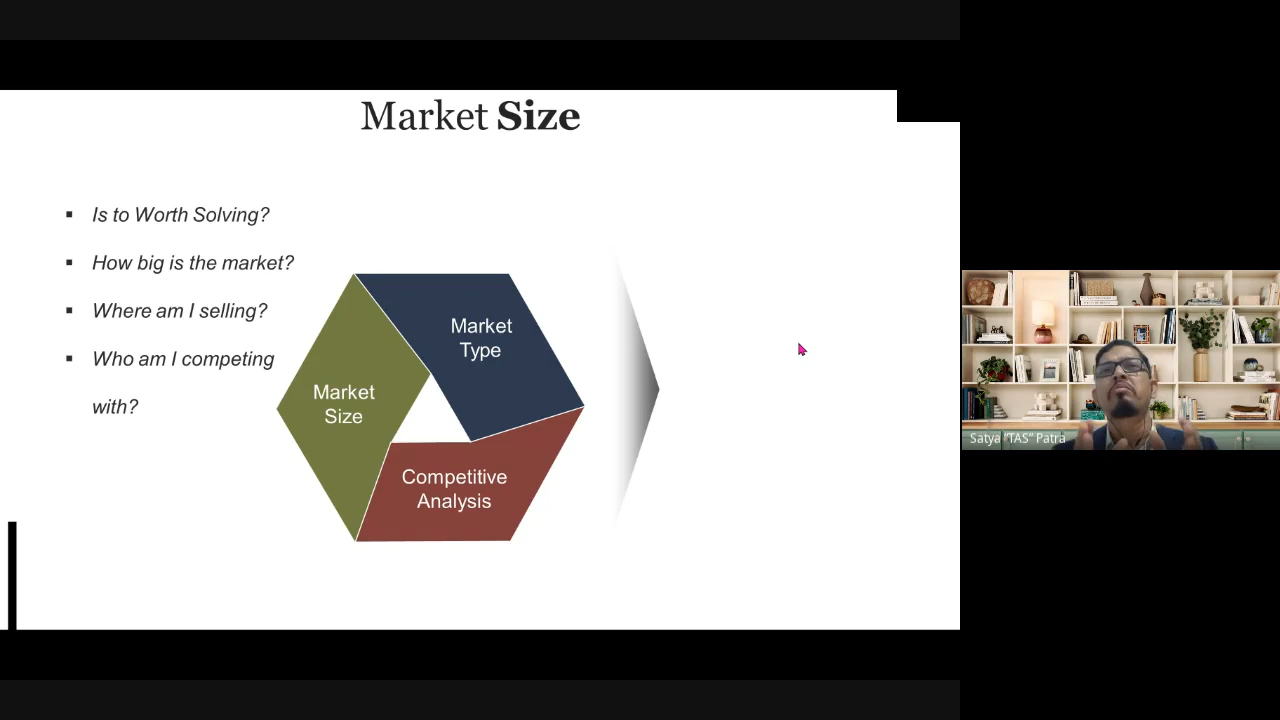 Market Size
▪ Is to Worth Solving?
▪ How big is the market?
▪ Where am I selling?
▪ Who am I competing
with?
Market
Type
Market
Size
Competitive
Analysis
Satya "TAS" Patra